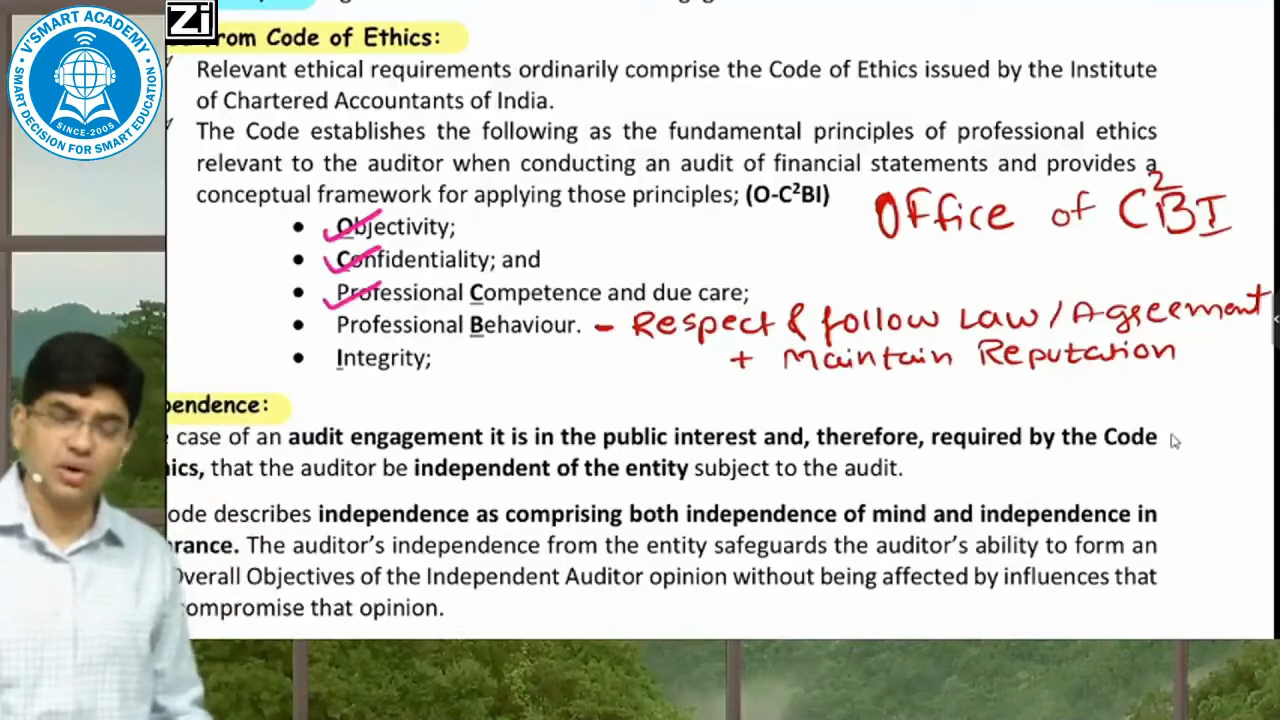 V'SMART ACADEMY
SMART DECISION FOR SMART EDUCATION
SINCE-2005
Zi
from Code of Ethics:
Relevant ethical requirements ordinarily comprise the Code of Ethics issued by the Institute
of Chartered Accountants of India.
The Code establishes the following as the fundamental principles of professional ethics
relevant to the auditor when conducting an audit of financial statements and provides a
conceptual framework for applying those principles; (O-C²BI)
Office of C²BI
• Objectivity;
• Confidentiality; and
• Professional Competence and due care;
• Professional Behaviour. - Respect & follow Law / Agreement
+ Maintain Reputation
• Integrity;
pendence:
case of an audit engagement it is in the public interest and, therefore, required by the Code
ics, that the auditor be independent of the entity subject to the audit.
ode describes independence as comprising both independence of mind and independence in
rance. The auditor's independence from the entity safeguards the auditor's ability to form an
Overall Objectives of the Independent Auditor opinion without being affected by influences that
compromise that opinion.